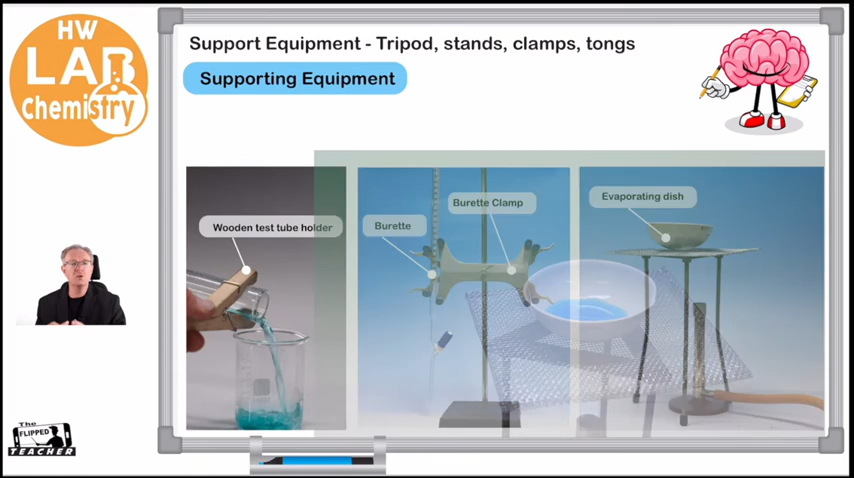 HW
LAB
Chemistry
Support Equipment - Tripod, stands, clamps, tongs
Supporting Equipment
Wooden test tube holder
Burette
Burette Clamp
Evaporating dish
The
FLIPPED
TEACHER